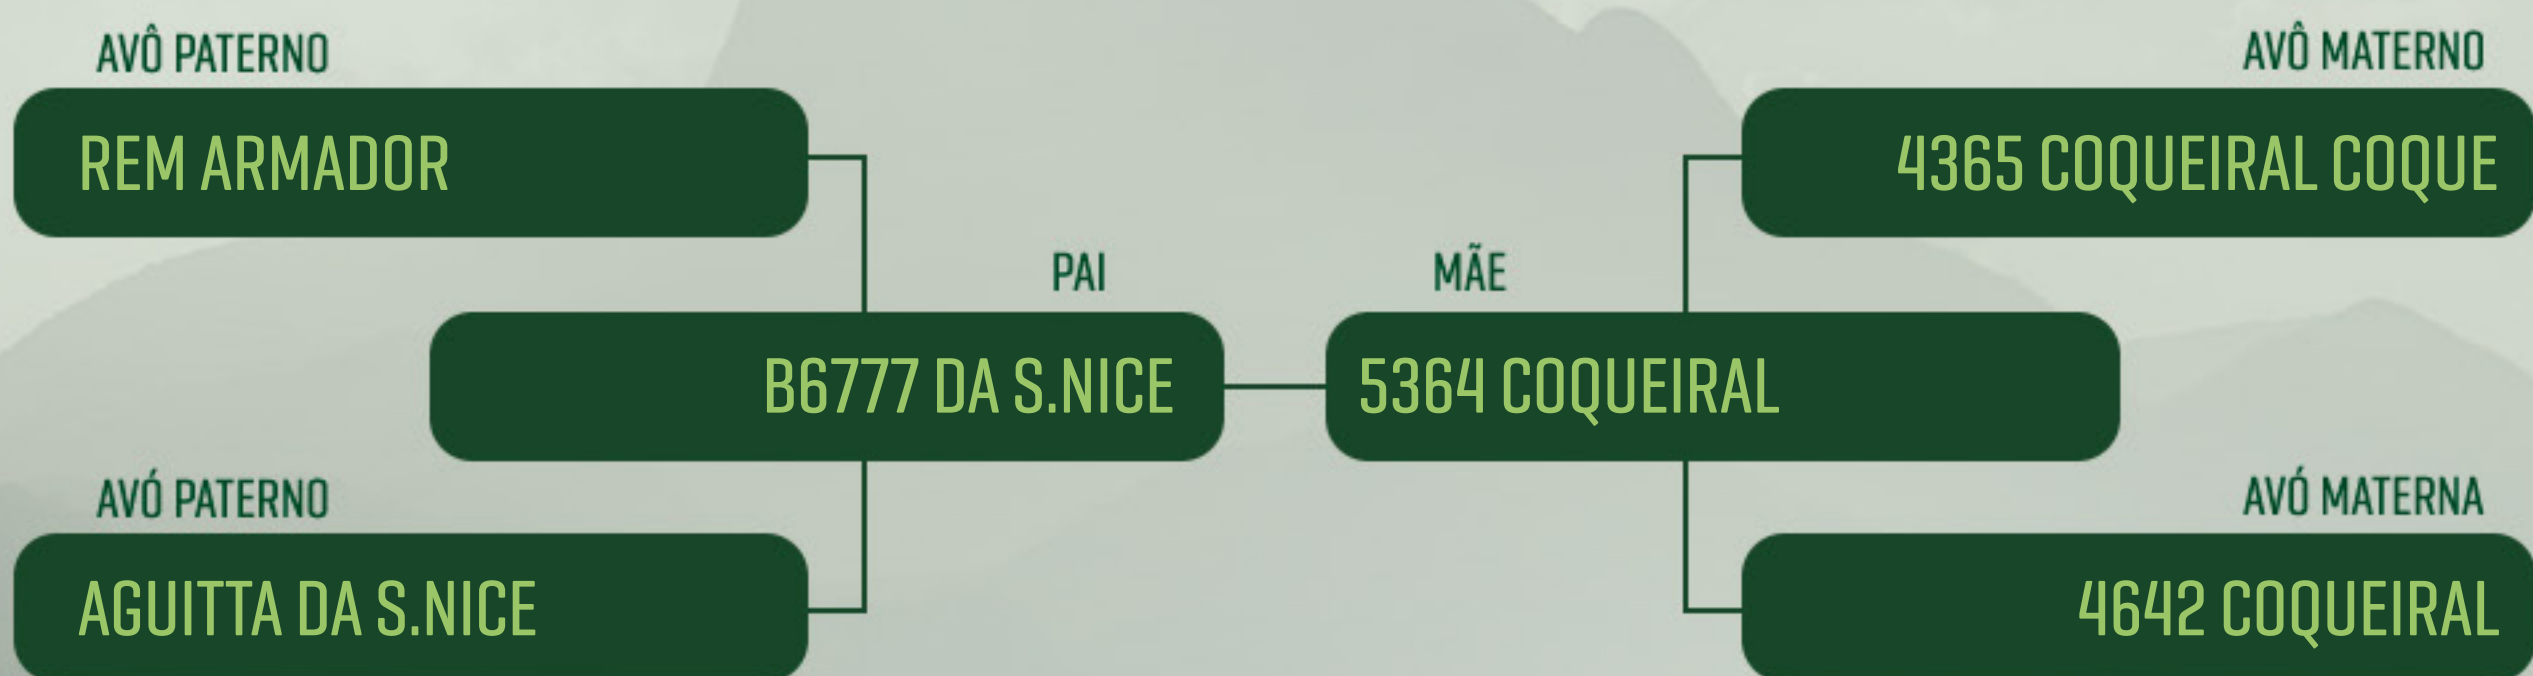 AVÔ PATERNO
AVÔ MATERNO
REM ARMADOR
4365 COQUEIRAL COQUE
PAI
MÃE
B6777 DA S.NICE
5364 COQUEIRAL
AVÓ PATERNO
AVÓ MATERNA
AGUITTA DA S.NICE
4642 COQUEIRAL